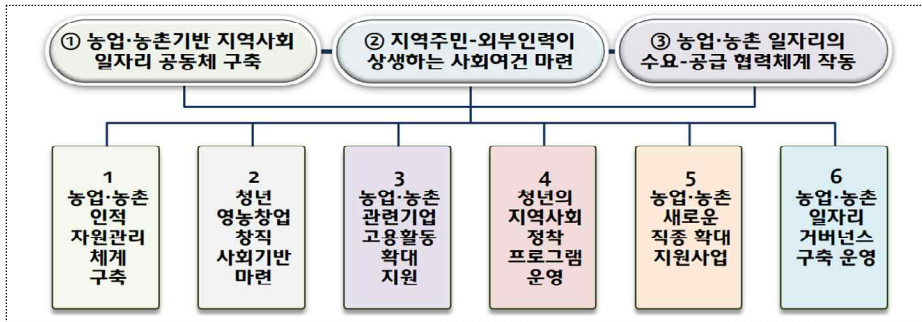 ① 농업·농촌기반 지역사회
일자리 공동체 구축
② 지역주민-외부인력이
상생하는 사회여건 마련
③ 농업·농촌 일자리의
수요-공급 협력체계 작동
1
농업·농촌
인적
자원관리
체계
구축
2
청년
영농창업
창직
사회기반
마련
3
농업·농촌
관련기업
고용활동
확대
지원
4
청년의
지역사회
정착
프로그램
운영
5
농업·농촌
새로운
직종 확대
지원사업
6
농업·농촌
일자리
거버넌스
구축 운영